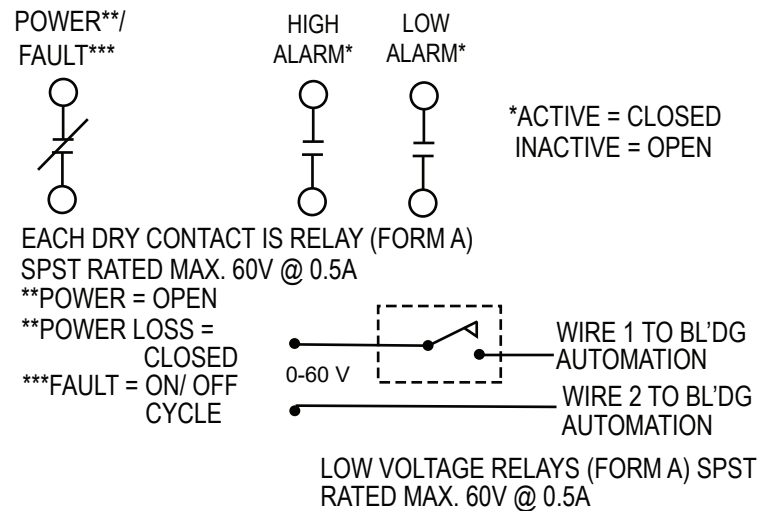 POWER**/
FAULT***
HIGH
ALARM*
LOW
ALARM*
*ACTIVE = CLOSED
INACTIVE = OPEN
EACH DRY CONTACT IS RELAY (FORM A)
SPST RATED MAX. 60V @ 0.5A
**POWER = OPEN
**POWER LOSS =
CLOSED
***FAULT = ON/ OFF
CYCLE
0-60 V
WIRE 1 TO BL'DG
AUTOMATION
WIRE 2 TO BL'DG
AUTOMATION
LOW VOLTAGE RELAYS (FORM A) SPST
RATED MAX. 60V @ 0.5A